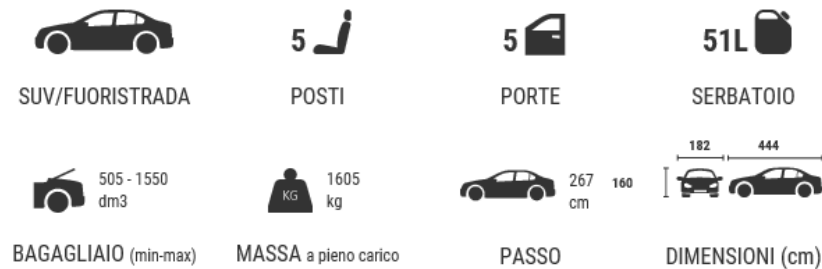 5
5
51L
SUV/FUORISTRADA
POSTI
PORTE
SERBATOIO
182
444
505 - 1550
dm3
KG
1605
kg
267
cm
160
BAGAGLIAIO (min-max)
MASSA a pieno carico
PASSO
DIMENSIONI (cm)